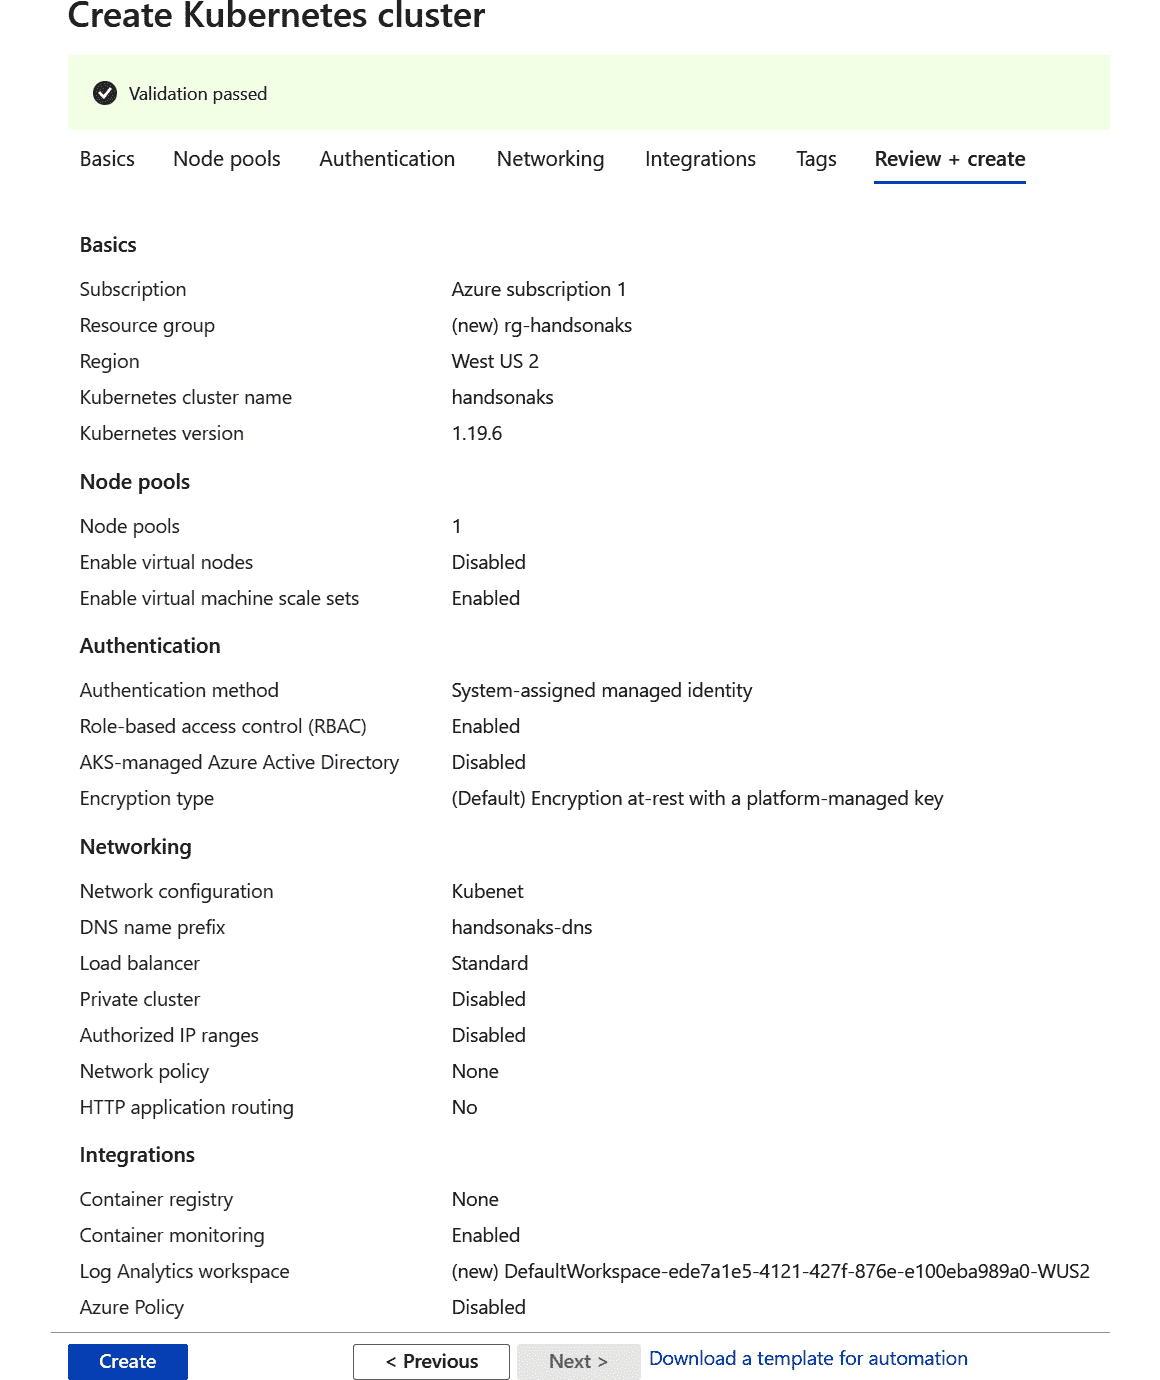 Create Kubernetes cluster
Validation passed
Basics Node pools Authentication Networking Integrations Tags Review + create
Basics
Subscription Azure subscription 1
Resource group (new) rg-handsonaks
Region West US 2
Kubernetes cluster name handsonaks
Kubernetes version 1.19.6
Node pools
Node pools 1
Enable virtual nodes Disabled
Enable virtual machine scale sets Enabled
Authentication
Authentication method System-assigned managed identity
Role-based access control (RBAC) Enabled
AKS-managed Azure Active Directory Disabled
Encryption type (Default) Encryption at-rest with a platform-managed key
Networking
Network configuration Kubenet
DNS name prefix handsonaks-dns
Load balancer Standard
Private cluster Disabled
Authorized IP ranges Disabled
Network policy None
HTTP application routing No
Integrations
Container registry None
Container monitoring Enabled
Log Analytics workspace (new) DefaultWorkspace-ede7a1e5-4121-427f-876e-e100eba989a0-WUS2
Azure Policy Disabled
Create < Previous Next > Download a template for automation